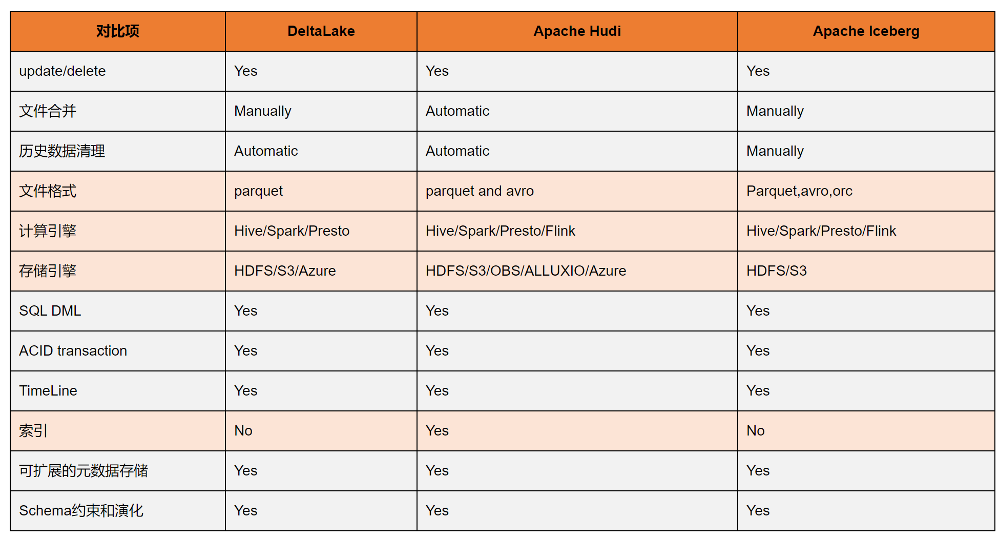 对比项 DeltaLake Apache Hudi Apache Iceberg
update/delete Yes Yes Yes
文件合并 Manually Automatic Manually
历史数据清理 Automatic Automatic Manually
文件格式 parquet parquet and avro Parquet,avro,orc
计算引擎 Hive/Spark/Presto Hive/Spark/Presto/Flink Hive/Spark/Presto/Flink
存储引擎 HDFS/S3/Azure HDFS/S3/OBS/ALLUXIO/Azure HDFS/S3
SQL DML Yes Yes Yes
ACID transaction Yes Yes Yes
TimeLine Yes Yes Yes
索引 No Yes No
可扩展的元数据存储 Yes Yes Yes
Schema约束和演化 Yes Yes Yes